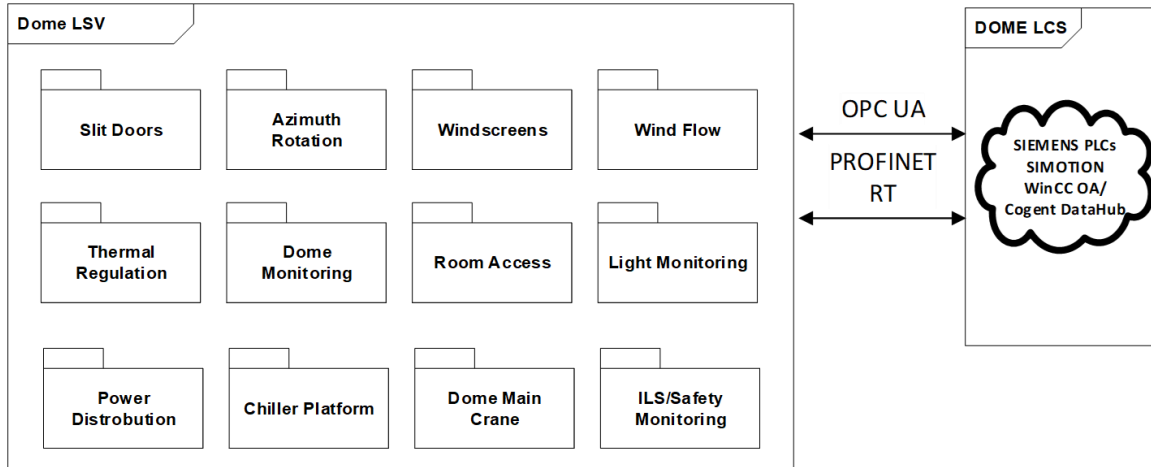 Dome LSV
Slit Doors
Azimuth
Rotation
Windscreens
Wind Flow
Thermal
Regulation
Dome
Monitoring
Room Access
Light Monitoring
Power
Distrobution
Chiller Platform
Dome Main
Crane
ILS/Safety
Monitoring
OPC UA
PROFINET
RT
DOME LCS
SIEMENS PLCs
SIMOTION
WinCC OA/
Cogent DataHub